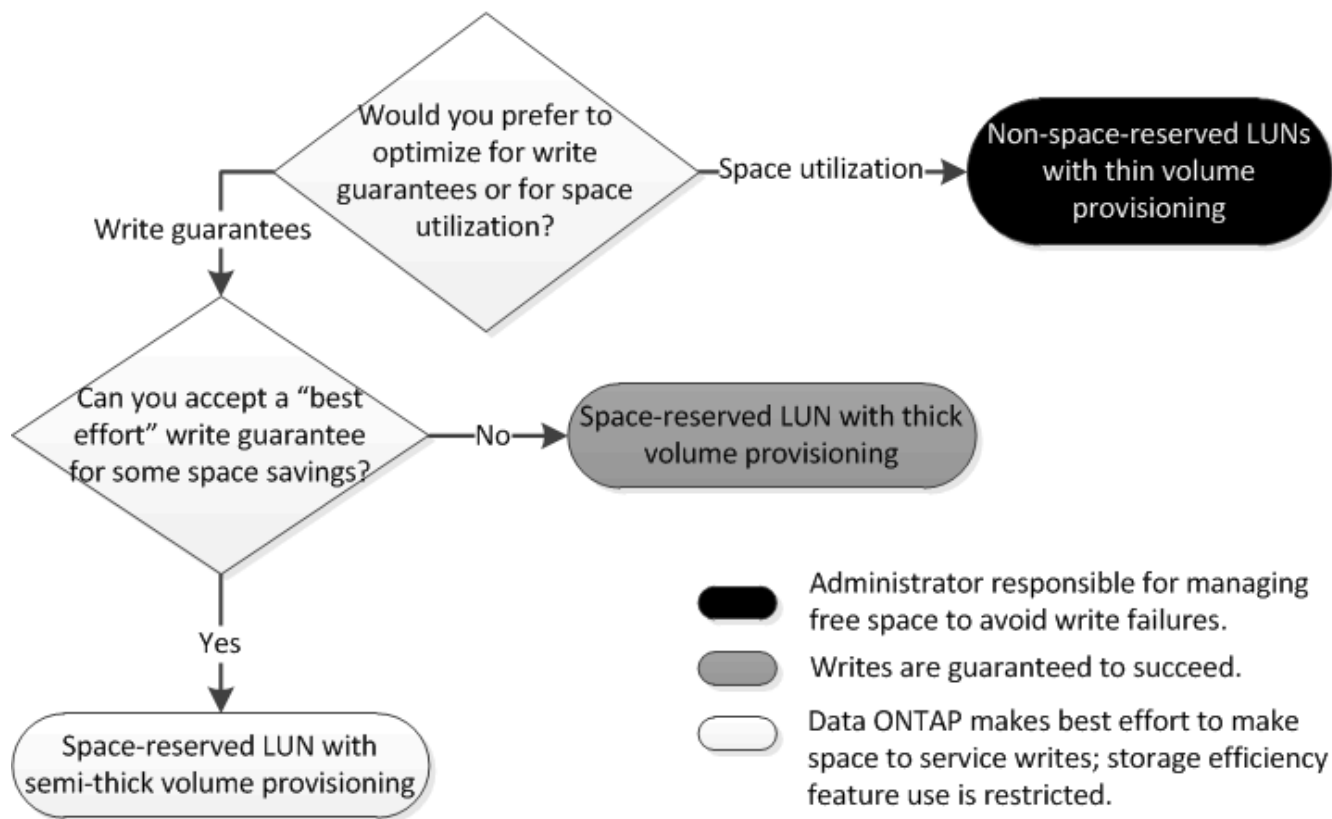 Would you prefer to
optimize for write
guarantees or for space
utilization?
Space utilization
Non-space-reserved LUNs
with thin volume
provisioning
Write guarantees
Can you accept a “best
effort” write guarantee
for some space savings?
No
Space-reserved LUN with thick
volume provisioning
Yes
Space-reserved LUN with
semi-thick volume provisioning
Administrator responsible for managing
free space to avoid write failures.
Writes are guaranteed to succeed.
Data ONTAP makes best effort to make
space to service writes; storage efficiency
feature use is restricted.